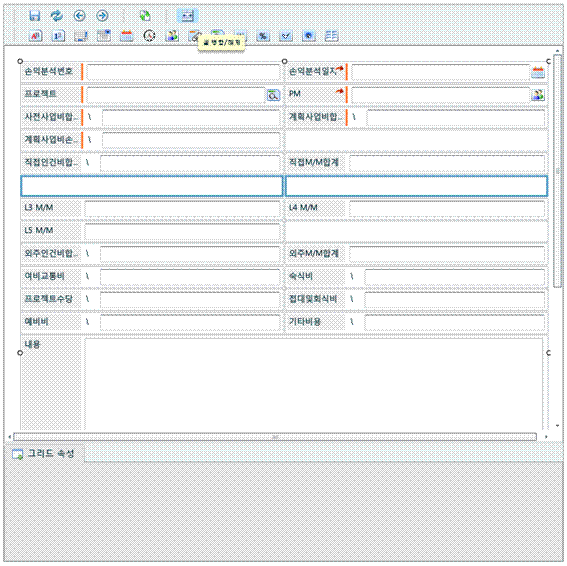 셀 병합/해제
손익분석번호 손익분석일자
프로젝트 PM
사전사업비합... \ 계획사업비합... \
계획사업비손... \
직접인건비합... \ 직접M/M합계
L3 M/M L4 M/M
L5 M/M
외주인건비합... \ 외주M/M합계
여비교통비 \ 숙식비 \
프로젝트수당 \ 접대및회식비 \
예비비 \ 기타비용 \
내용
그리드 속성